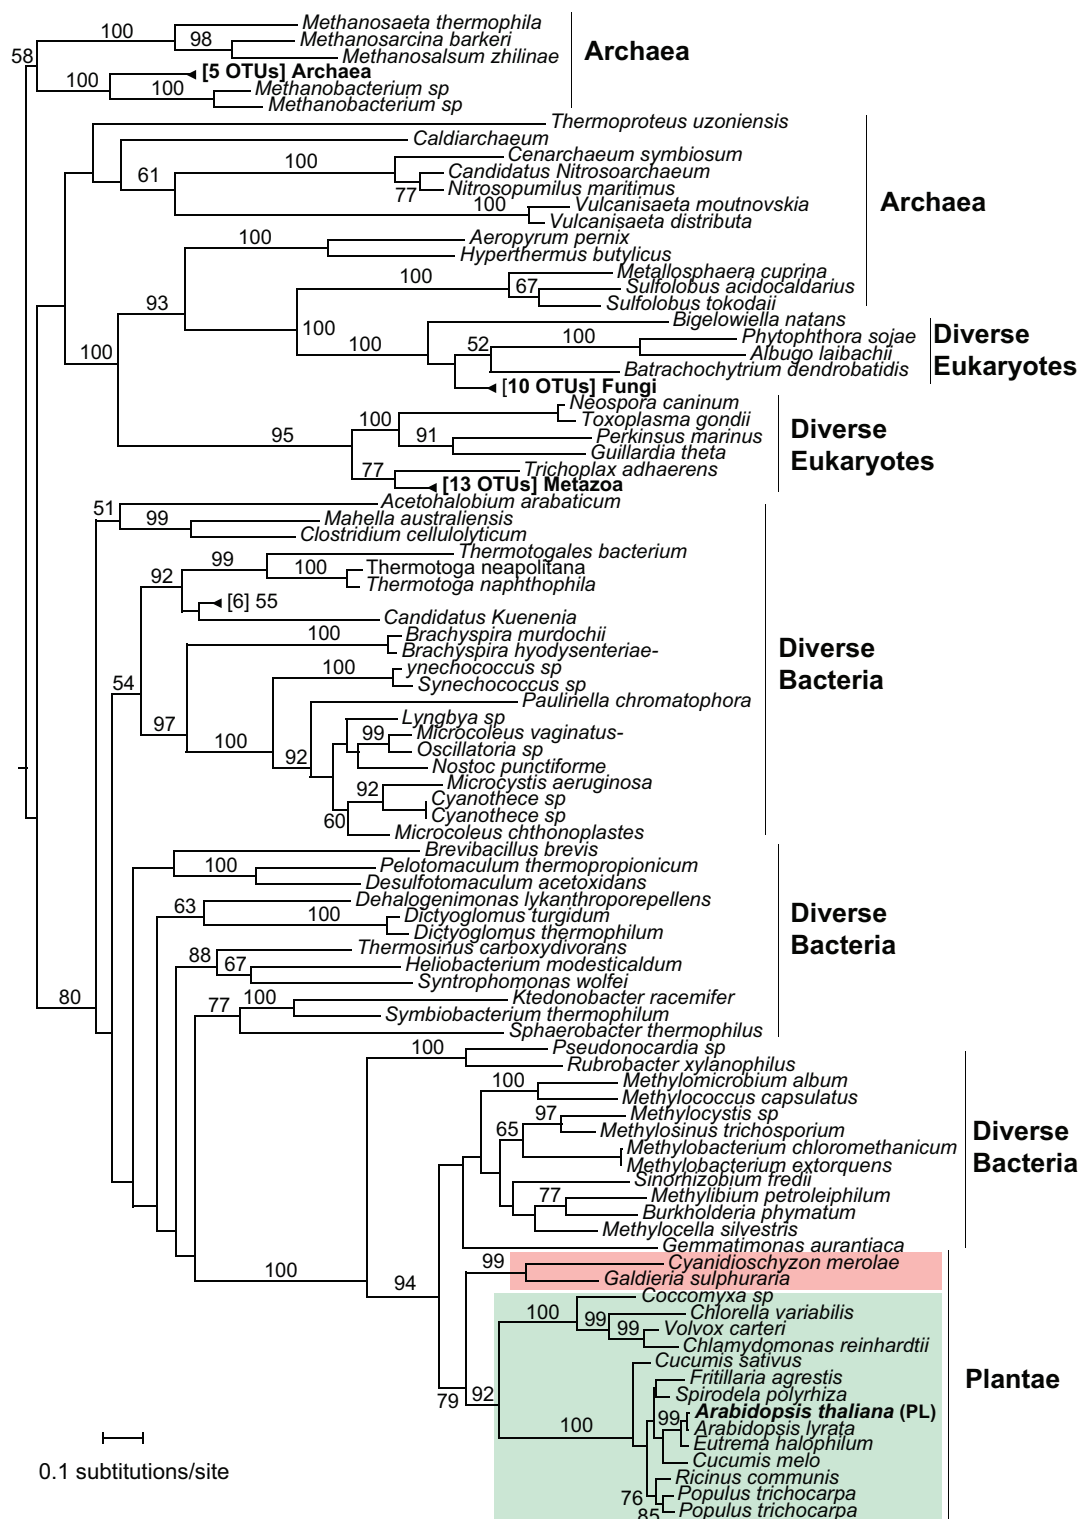 Methanosaeta thermophila
100
98
Methanosarcina barkeri
Archaea
58
Methanosalsum zhilinae
[5 OTUs] Archaea
100
100
Methanobacterium sp
Methanobacterium sp
Thermoproteus uzoniensis
Caldiarchaeum
100
Cenarchaeum symbiosum
61
Candidatus Nitrosoarchaeum
77
Nitrosopumilus maritimus
100
Vulcanisaeta moutnovskia
Archaea
Vulcanisaeta distributa
100
Aeropyrum pernix
Hyperthermus butylicus
100
Metallosphaera cuprina
67
Sulfolobus acidocaldarius
93
Sulfolobus tokodaii
100
Bigelowiella natans
100
52
100
Phytophthora sojae
Diverse
Eukaryotes
100
Albugo laibachii
Batrachochytrium dendrobatidis
[10 OTUs] Fungi
Neospora caninum
100
Toxoplasma gondii
95
91
Perkinsus marinus
Diverse
Eukaryotes
Guillardia theta
77
Trichoplax adhaerens
[13 OTUs] Metazoa
51
Acetohalobium arabaticum
99
Mahella australiensis
Clostridium cellulolyticum
99
Thermotogales bacterium
92
100
Thermotoga neapolitana
Thermotoga naphthophila
[6] 55
Candidatus Kuenenia
100
Brachyspira murdochii
Brachyspira hyodysenteriae-
Diverse
Bacteria
100
ynechococcus sp
54
Synechococcus sp
Paulinella chromatophora
97
Lyngbya sp
100
99
Microcoleus vaginatus-
92
Oscillatoria sp
Nostoc punctiforme
92
Microcystis aeruginosa
Cyanothece sp
60
Cyanothece sp
Microcoleus chthonoplastes
Brevibacillus brevis
100
Pelotomaculum thermopropionicum
Desulfotomaculum acetoxidans
63
Dehalogenimonas lykanthroporepellens
100
Dictyoglomus turgidum
Diverse
Bacteria
Dictyoglomus thermophilum
88
Thermosinus carboxydivorans
67
Heliobacterium modesticaldum
Syntrophomonas wolfei
80
77
100
Ktedonobacter racemifer
Symbiobacterium thermophilum
Sphaerobacter thermophilus
100
Pseudonocardia sp
Rubrobacter xylanophilus
100
Methylomicrobium album
Methylococcus capsulatus
97
Methylocystis sp
65
Methylosinus trichosporium
Diverse
Bacteria
Methylobacterium chloromethanicum
Methylobacterium extorquens
Sinorhizobium fredii
77
Methylibium petroleiphilum
Burkholderia phymatum
Methylocella silvestris
Gemmatimonas aurantiaca
100
94
99
Cyanidioschyzon merolae
Galdieria sulphuraria
Coccomyxa sp
100
99
Chlorella variabilis
99
Volvox carteri
Chlamydomonas reinhardtii
Cucumis sativus
Plantae
79
92
Fritillaria agrestis
Spirodela polyrhiza
100
99
Arabidopsis thaliana (PL)
Arabidopsis lyrata
Eutrema halophilum
Cucumis melo
0.1 subtitutions/site
Ricinus communis
76
Populus trichocarpa
85
Populus trichocarpa